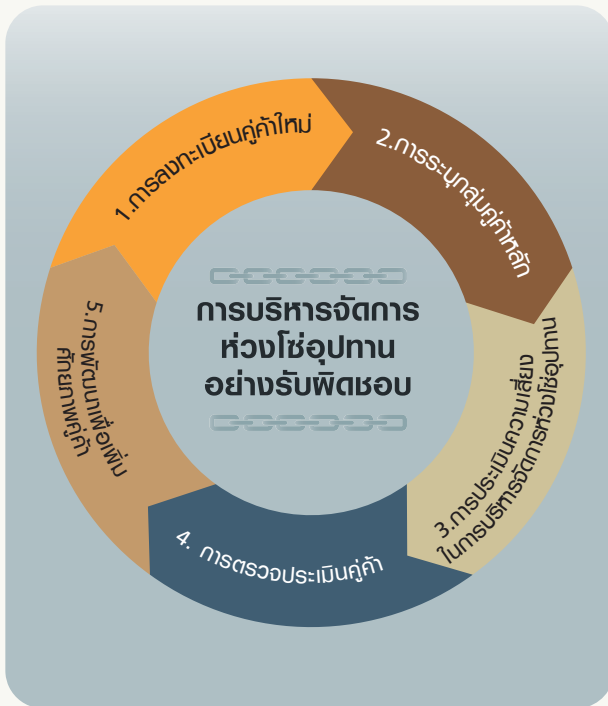 การบริหารจัดการ
ห่วงโซ่อุปทาน
อย่างรับผิดชอบ
1.การลงทะเบียนคู่ค้าใหม่
2.การระบุกลุ่มคู่ค้าหลัก
3.การประเมินความเสี่ยง
ในการบริหารจัดการห่วงโซ่อุปทาน
4. การตรวจประเมินคู่ค้า
5.การพัฒนาเพื่อเพิ่ม
ศักยภาพคู่ค้า